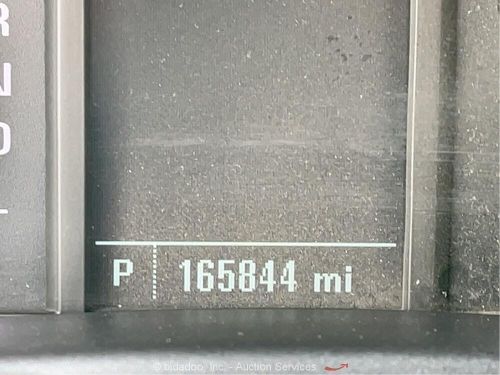 R
N
D
P 165844 mi
© bidadoo, Inc. - Auction Services